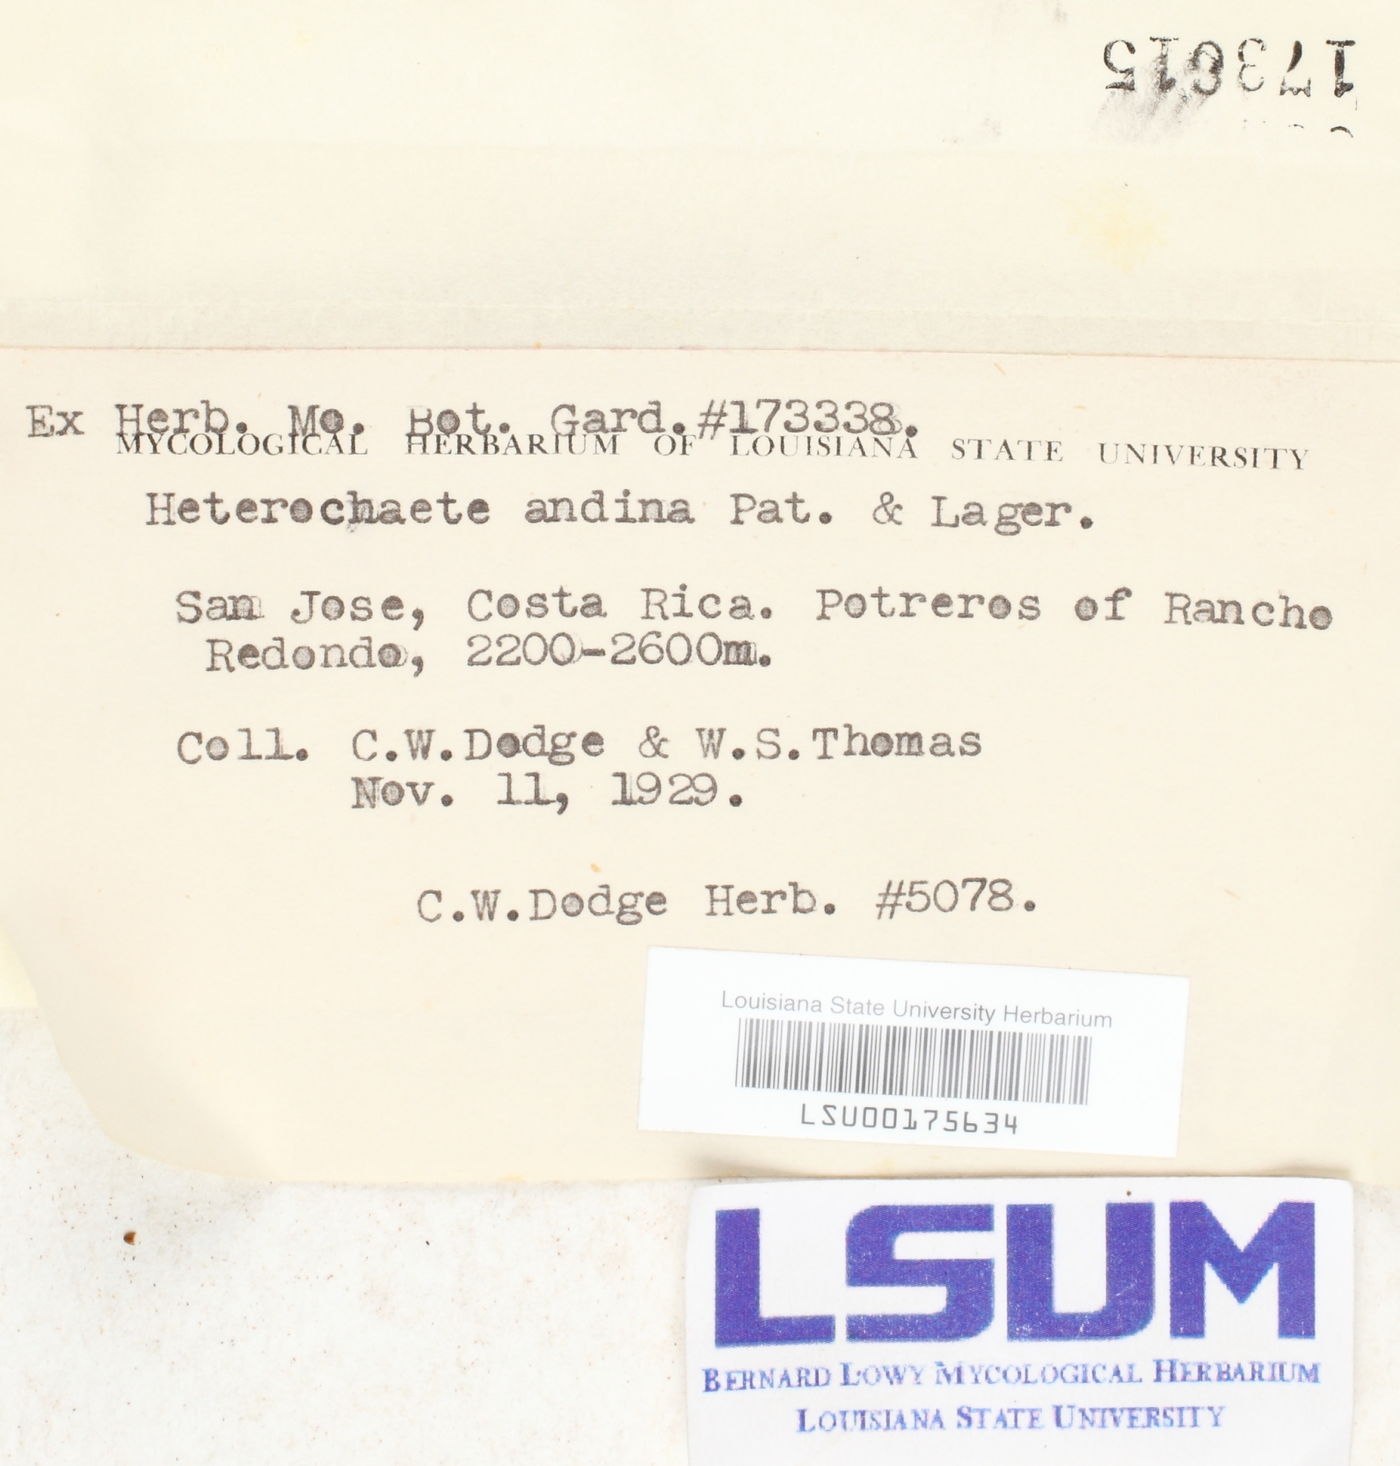 173015
Ex Herb. Mo. Bot. Gard.#173338.
MYCOLOGICAL HERBARIUM OF LOUISIANA STATE UNIVERSITY
Heterochaete andina Pat. & Lager.
San Jose, Costa Rica. Potreros of Rancho
Redondo, 2200-2600m.
Coll. C.W.Dodge & W.S.Thomas
Nov. 11, 1929.
C.W.Dodge Herb. #5078.
Louisiana State University Herbarium
LSU00175634
LSUM
BERNARD LOWY MYCOLOGICAL HERBARIUM
LOUISIANA STATE UNIVERSITY